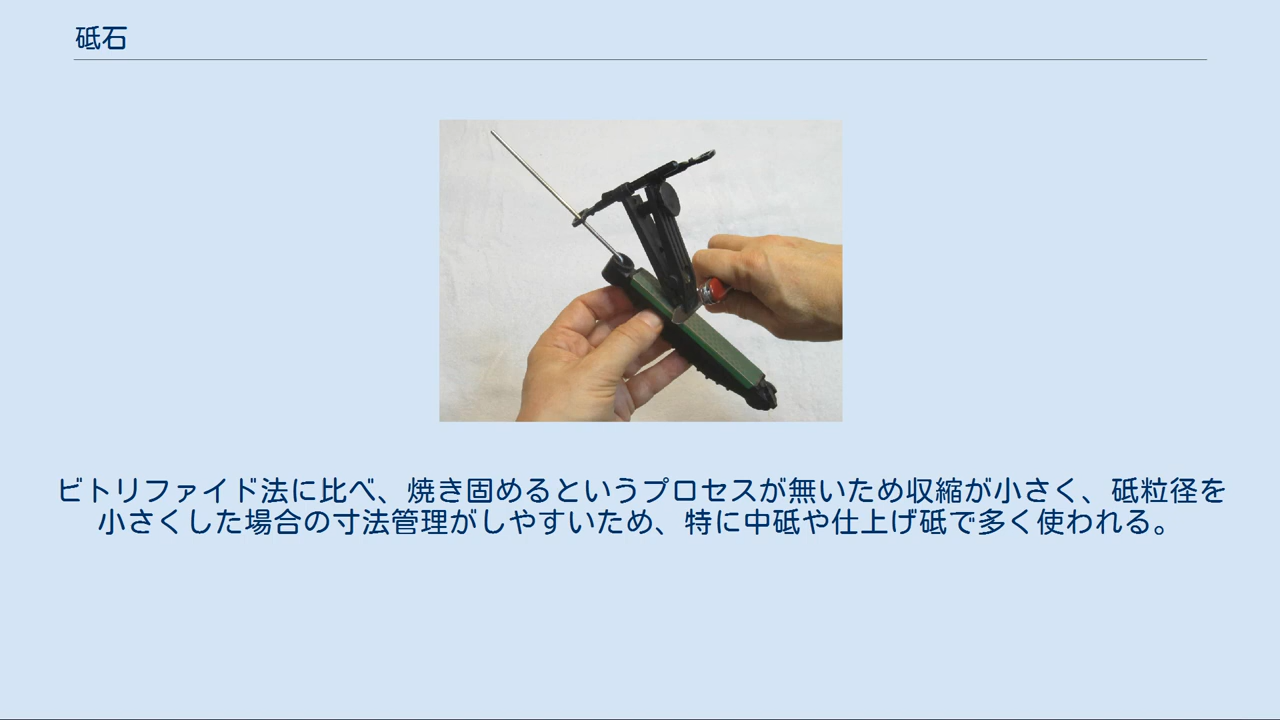 砥石
ビトリファイド法に比べ、焼き固めるというプロセスが無いため収縮が小さく、砥粒径を
小さくした場合の寸法管理がしやすいため、特に中砥や仕上げ砥で多く使われる。